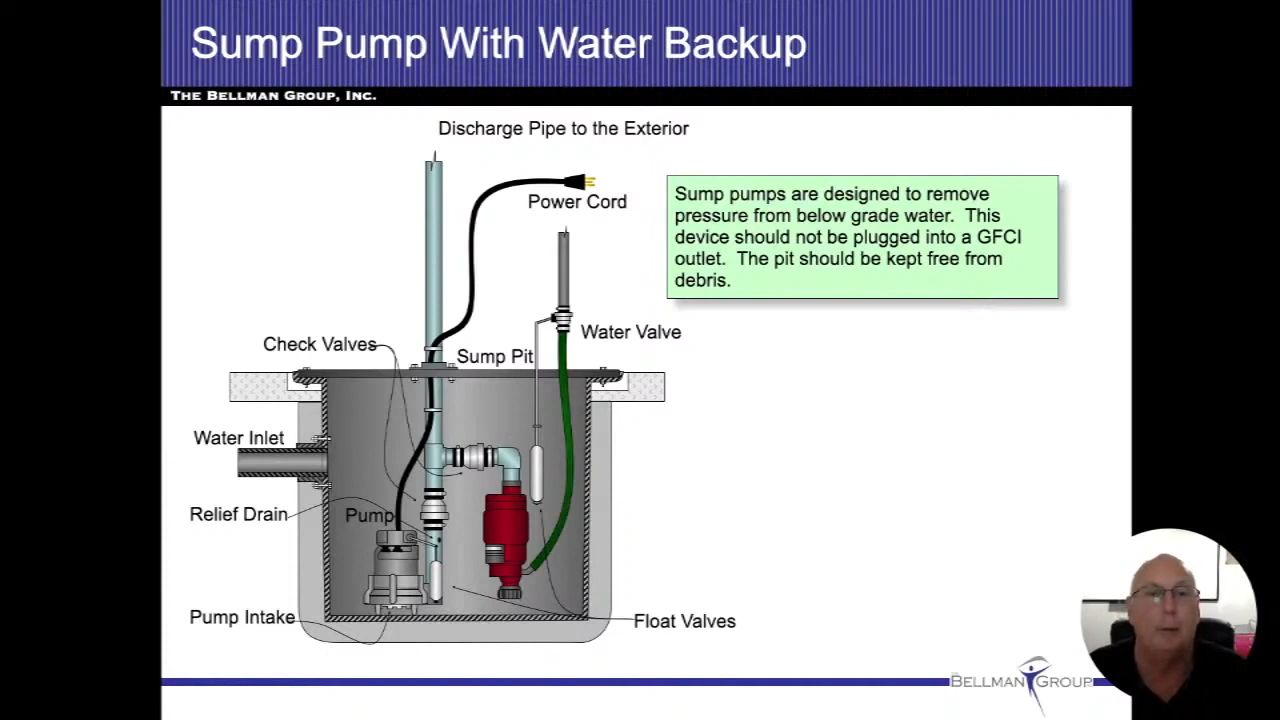 Sump Pump With Water Backup
THE BELLMAN GROUP, INC.
Discharge Pipe to the Exterior
Power Cord
Sump pumps are designed to remove
pressure from below grade water. This
device should not be plugged into a GFCI
outlet. The pit should be kept free from
debris.
Water Valve
Check Valves
Sump Pit
Water Inlet
Relief Drain
Pump
Pump Intake
Float Valves
THE BELLMAN GROUP